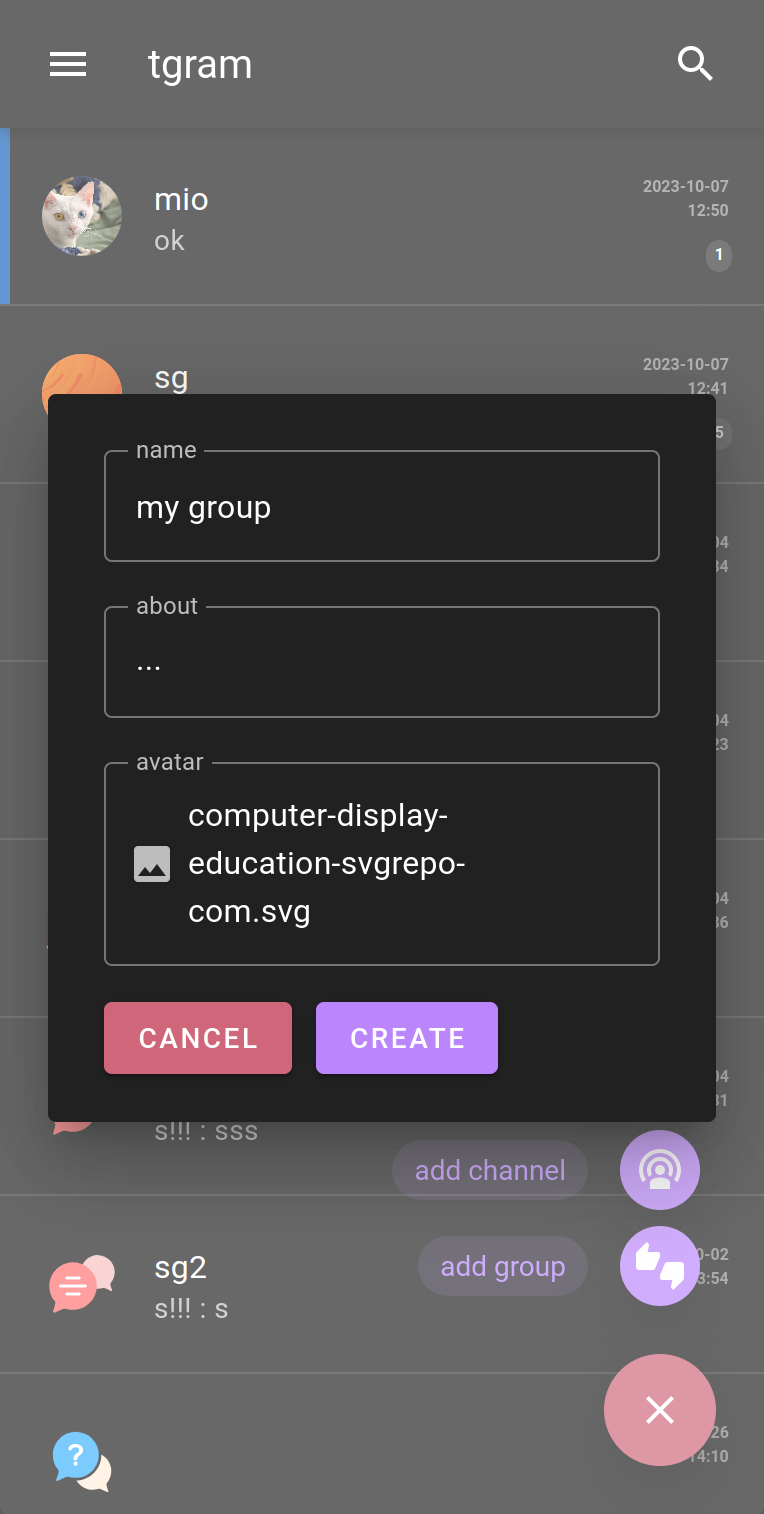 tgram
mio
2023-10-07
12:50
ok
1
sg
2023-10-07
12:41
5
name
my group
04
34
about
...
04
23
avatar
computer-display-
education-svgrepo-
com.svg
04
36
CANCEL
CREATE
04
31
s!!! : sss
add channel
sg2
add group
0-02
3:54
s!!! : s
?
26
14:10